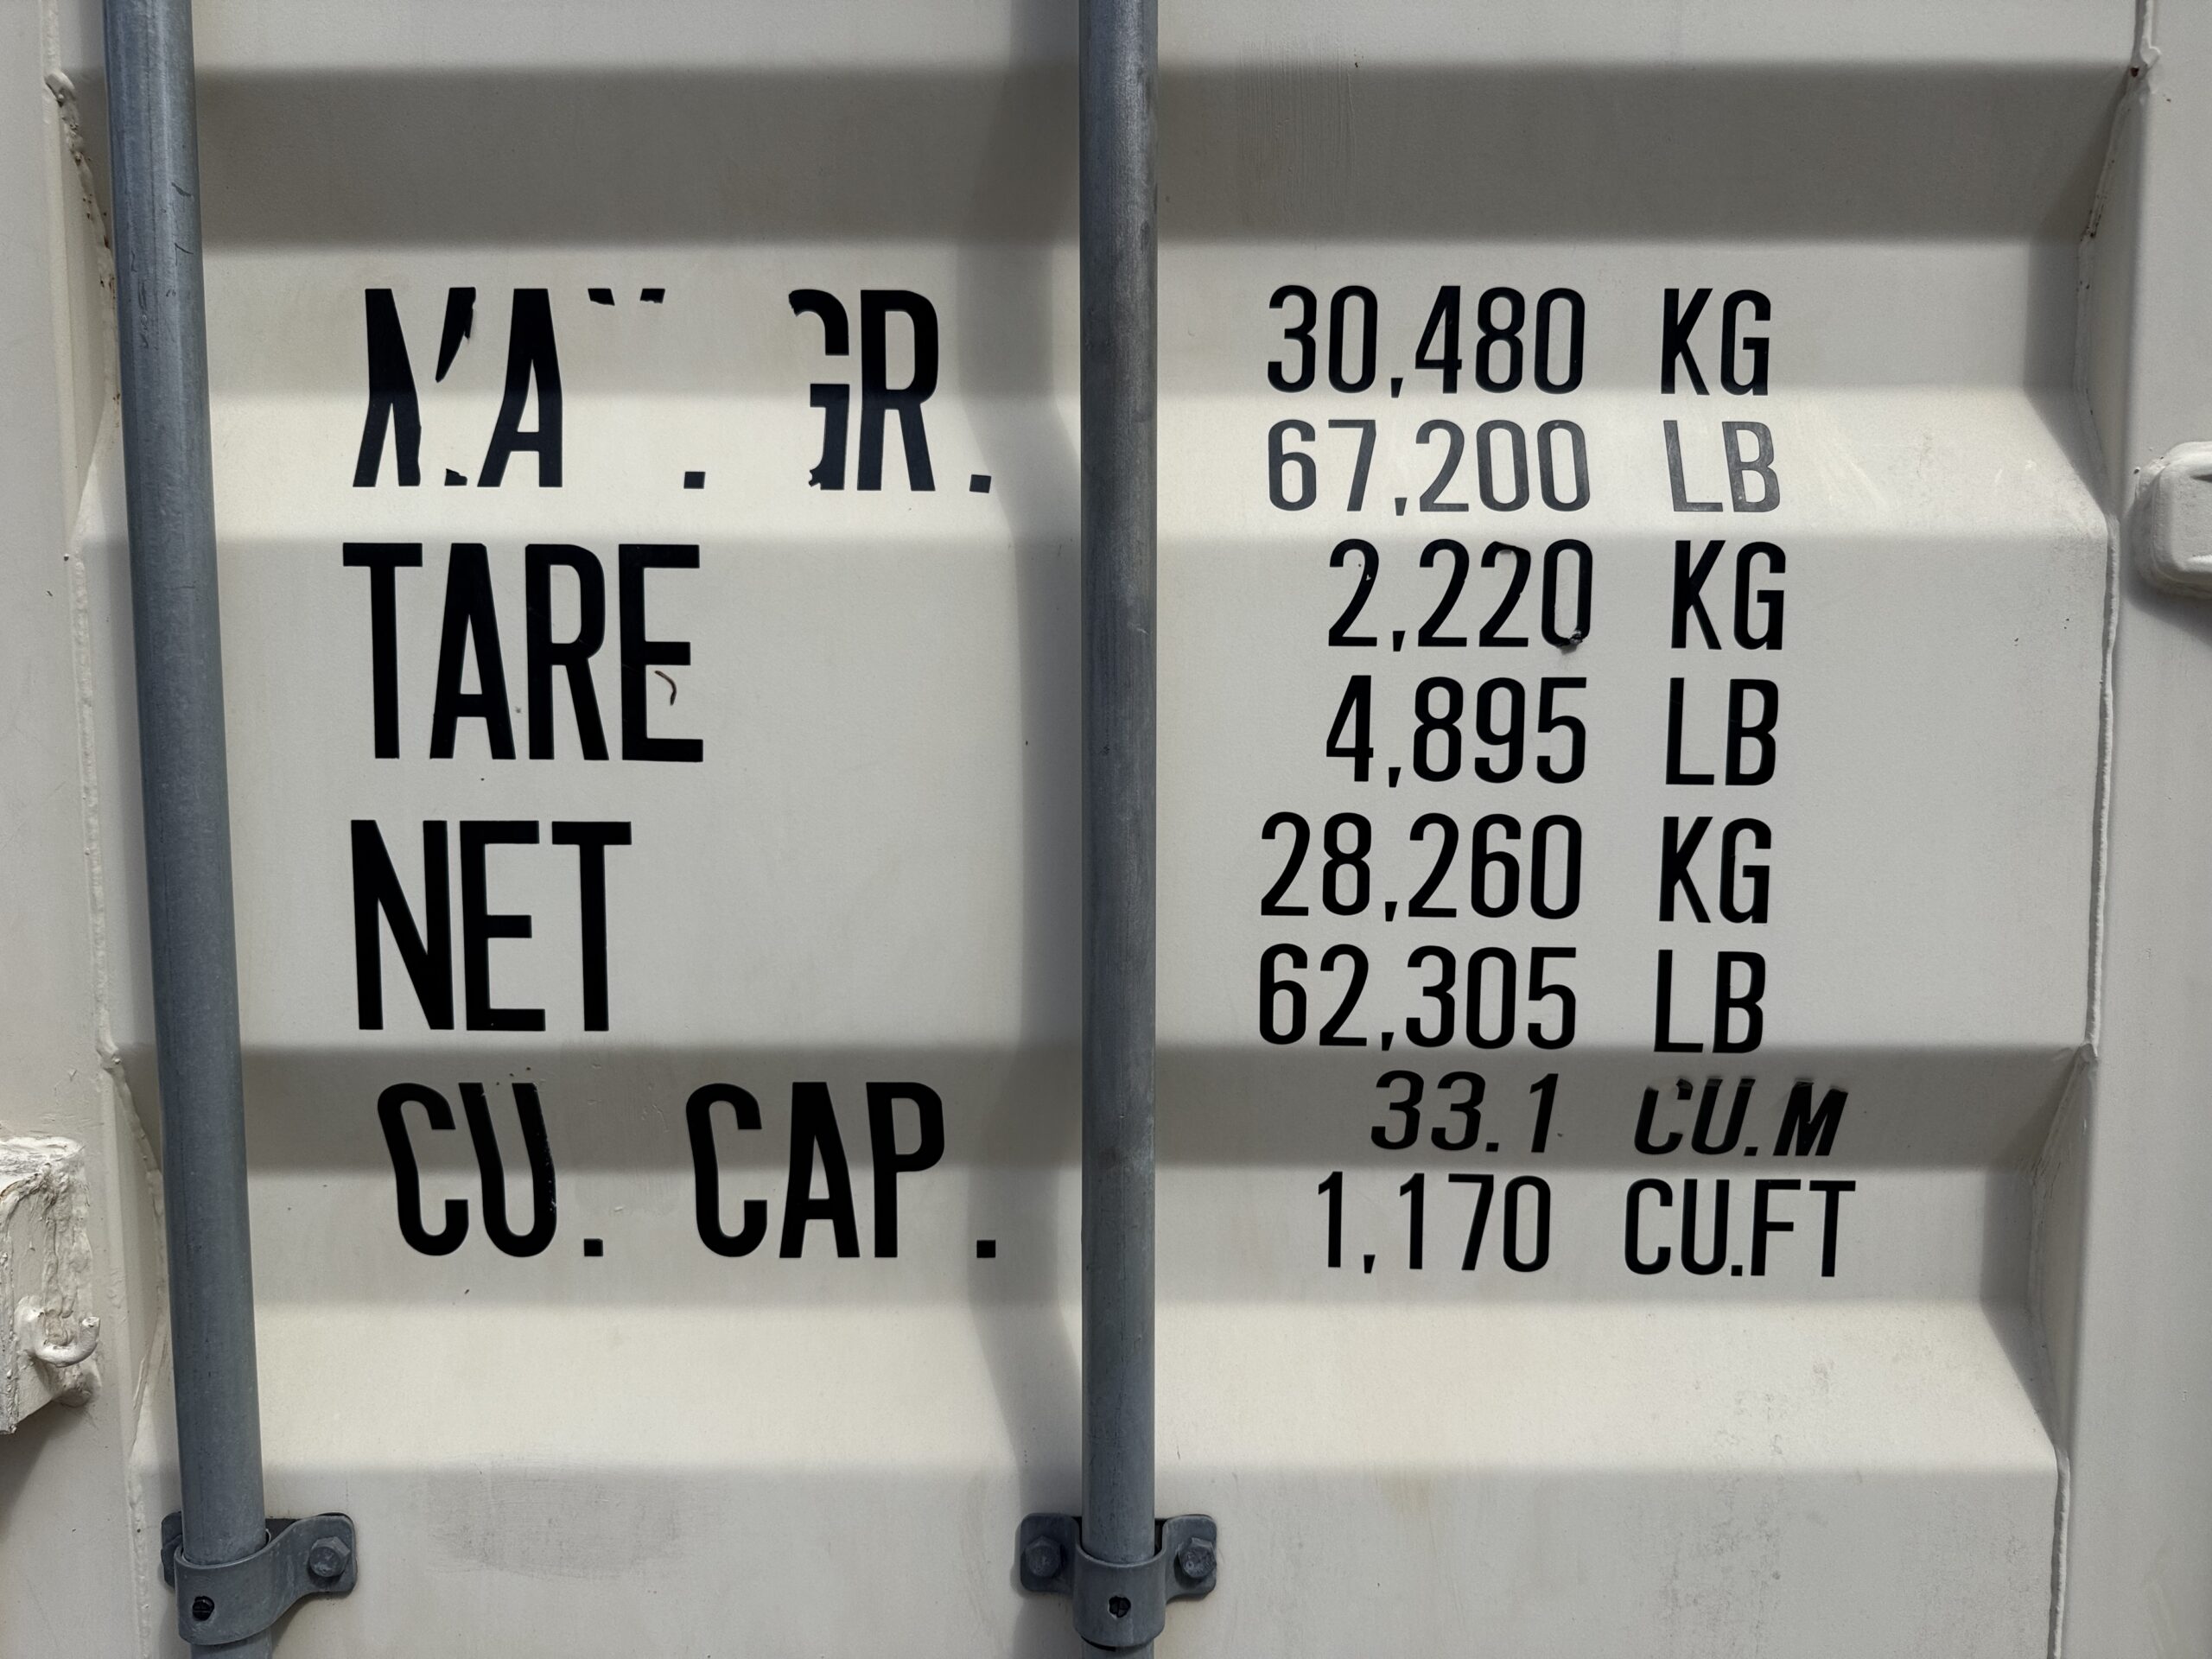 MAX. GR. 30,480 KG
67,200 LB
TARE 2,220 KG
4,895 LB
NET 28,260 KG
62,305 LB
CU. CAP. 33.1 CU.M
1,170 CU.FT